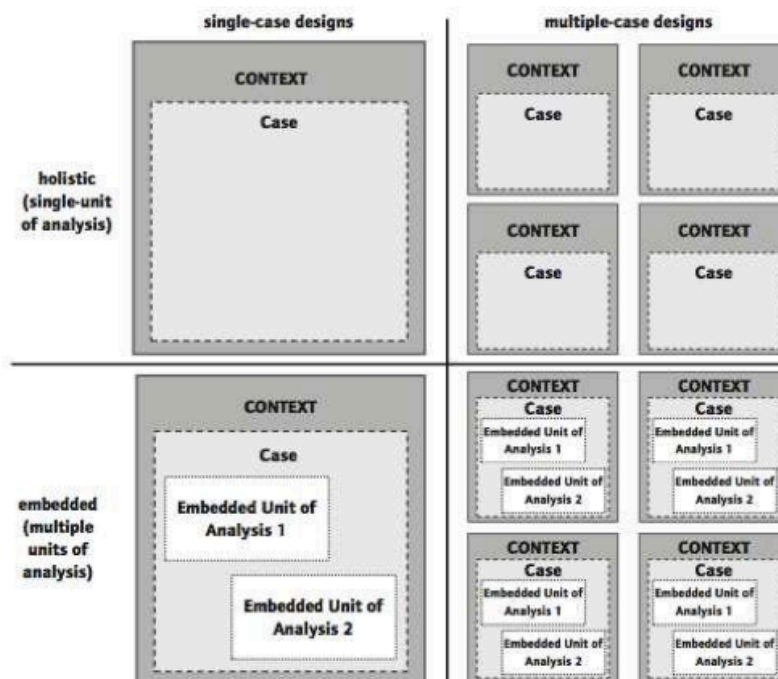 single-case designs
multiple-case designs
holistic
(single-unit
of analysis)
CONTEXT
Case
CONTEXT
Case
CONTEXT
Case
CONTEXT
Case
CONTEXT
Case
embedded
(multiple
units of
analysis)
CONTEXT
Case
Embedded Unit of
Analysis 1
Embedded Unit of
Analysis 2
CONTEXT
Case
Embedded Unit of
Analysis 1
Embedded Unit of
Analysis 2
CONTEXT
Case
Embedded Unit of
Analysis 1
Embedded Unit of
Analysis 2
CONTEXT
Case
Embedded Unit of
Analysis 1
Embedded Unit of
Analysis 2
CONTEXT
Case
Embedded Unit of
Analysis 1
Embedded Unit of
Analysis 2